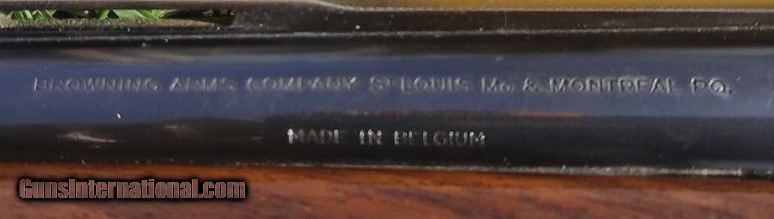 BROWNING ARMS COMPANY ST LOUIS MO & MONTREAL P.Q.
MADE IN BELGIUM
GunsInternational.com